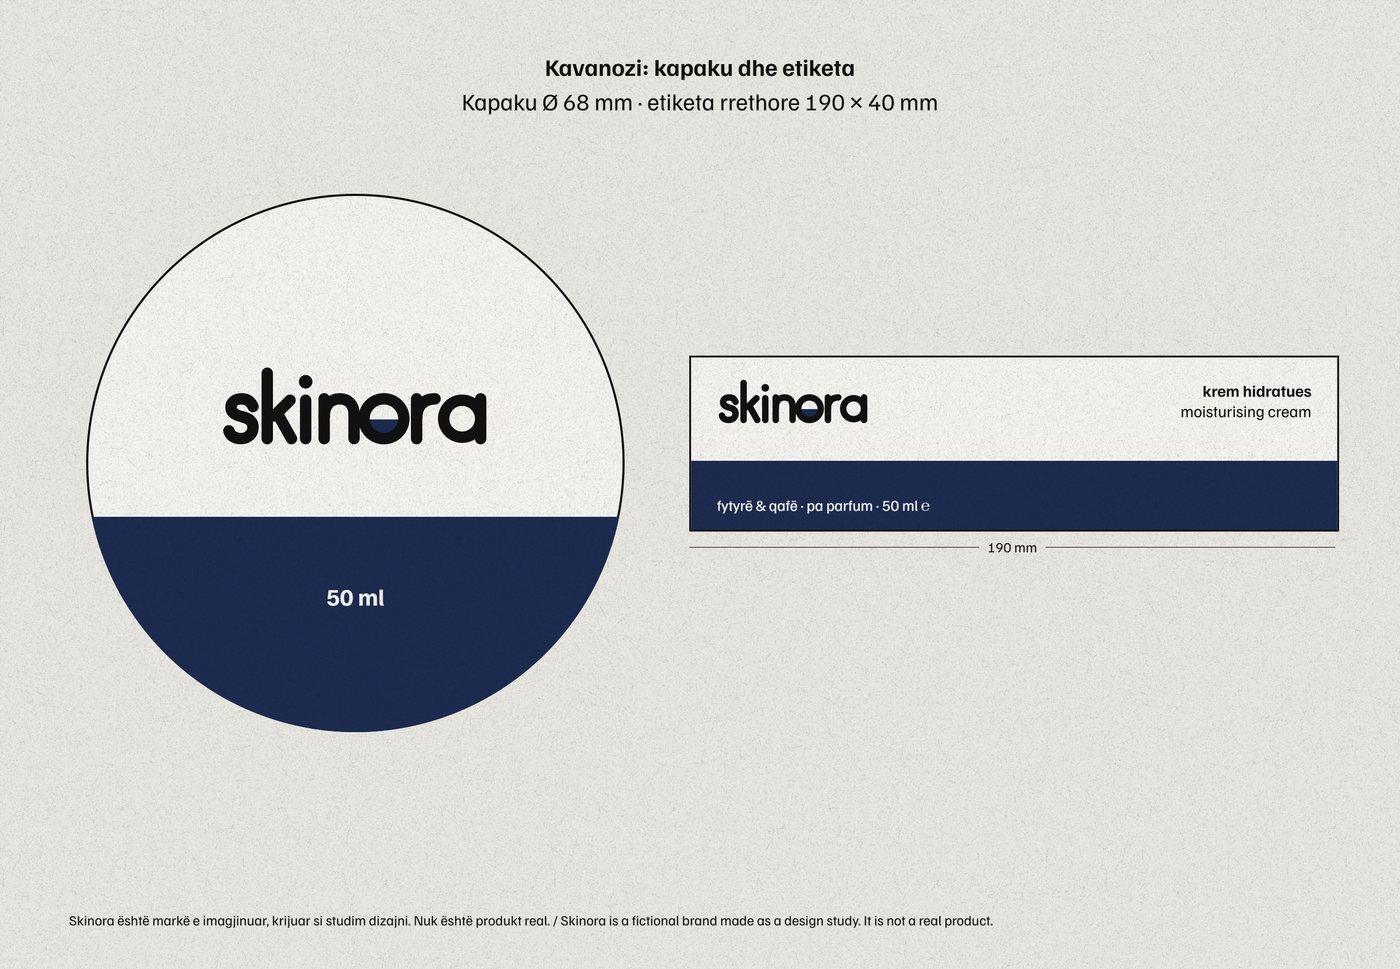 Kavanozi: kapaku dhe etiketa
Kapaku Ø 68 mm · etiketa rrethore 190 × 40 mm
skinora
50 ml
skinora
krem hidratues
moisturising cream
fytyrë & qafë · pa parfum · 50 ml ℮
190 mm
Skinora është markë e imagjinuar, krijuar si studim dizajni. Nuk është produkt real. / Skinora is a fictional brand made as a design study. It is not a real product.